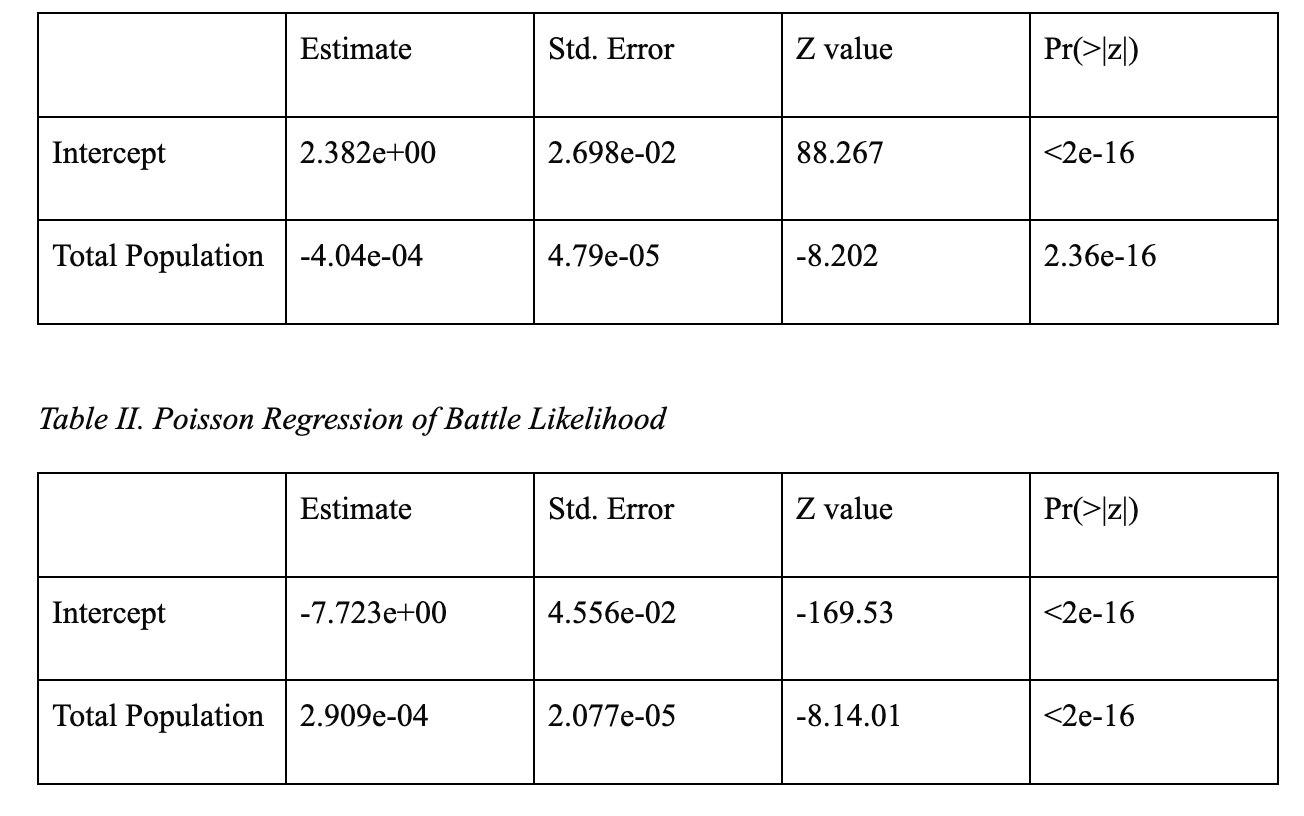 Estimate Std. Error Z value Pr(>|z|)
Intercept 2.382e+00 2.698e-02 88.267 <2e-16
Total Population -4.04e-04 4.79e-05 -8.202 2.36e-16
Table II. Poisson Regression of Battle Likelihood
Estimate Std. Error Z value Pr(>|z|)
Intercept -7.723e+00 4.556e-02 -169.53 <2e-16
Total Population 2.909e-04 2.077e-05 -8.14.01 <2e-16